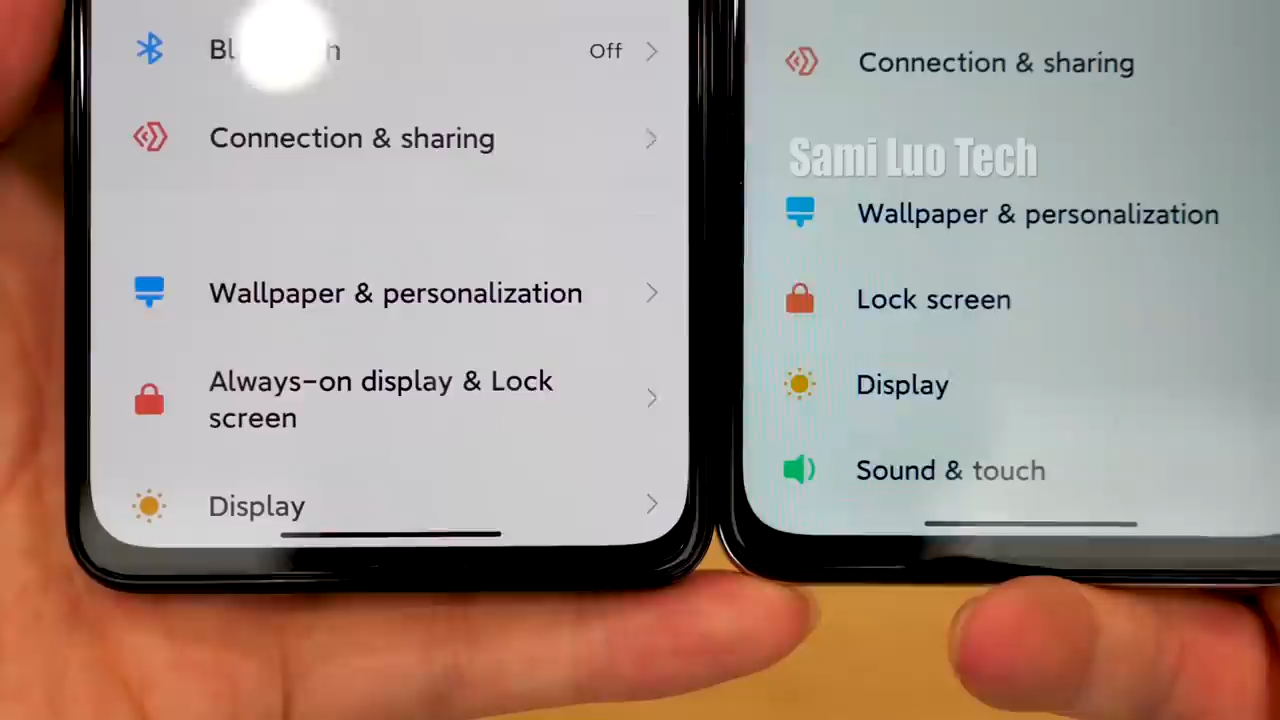 Off
Connection & sharing
Wallpaper & personalization
Always-on display & Lock
screen
Display
Connection & sharing
Sami Luo Tech
Wallpaper & personalization
Lock screen
Display
Sound & touch